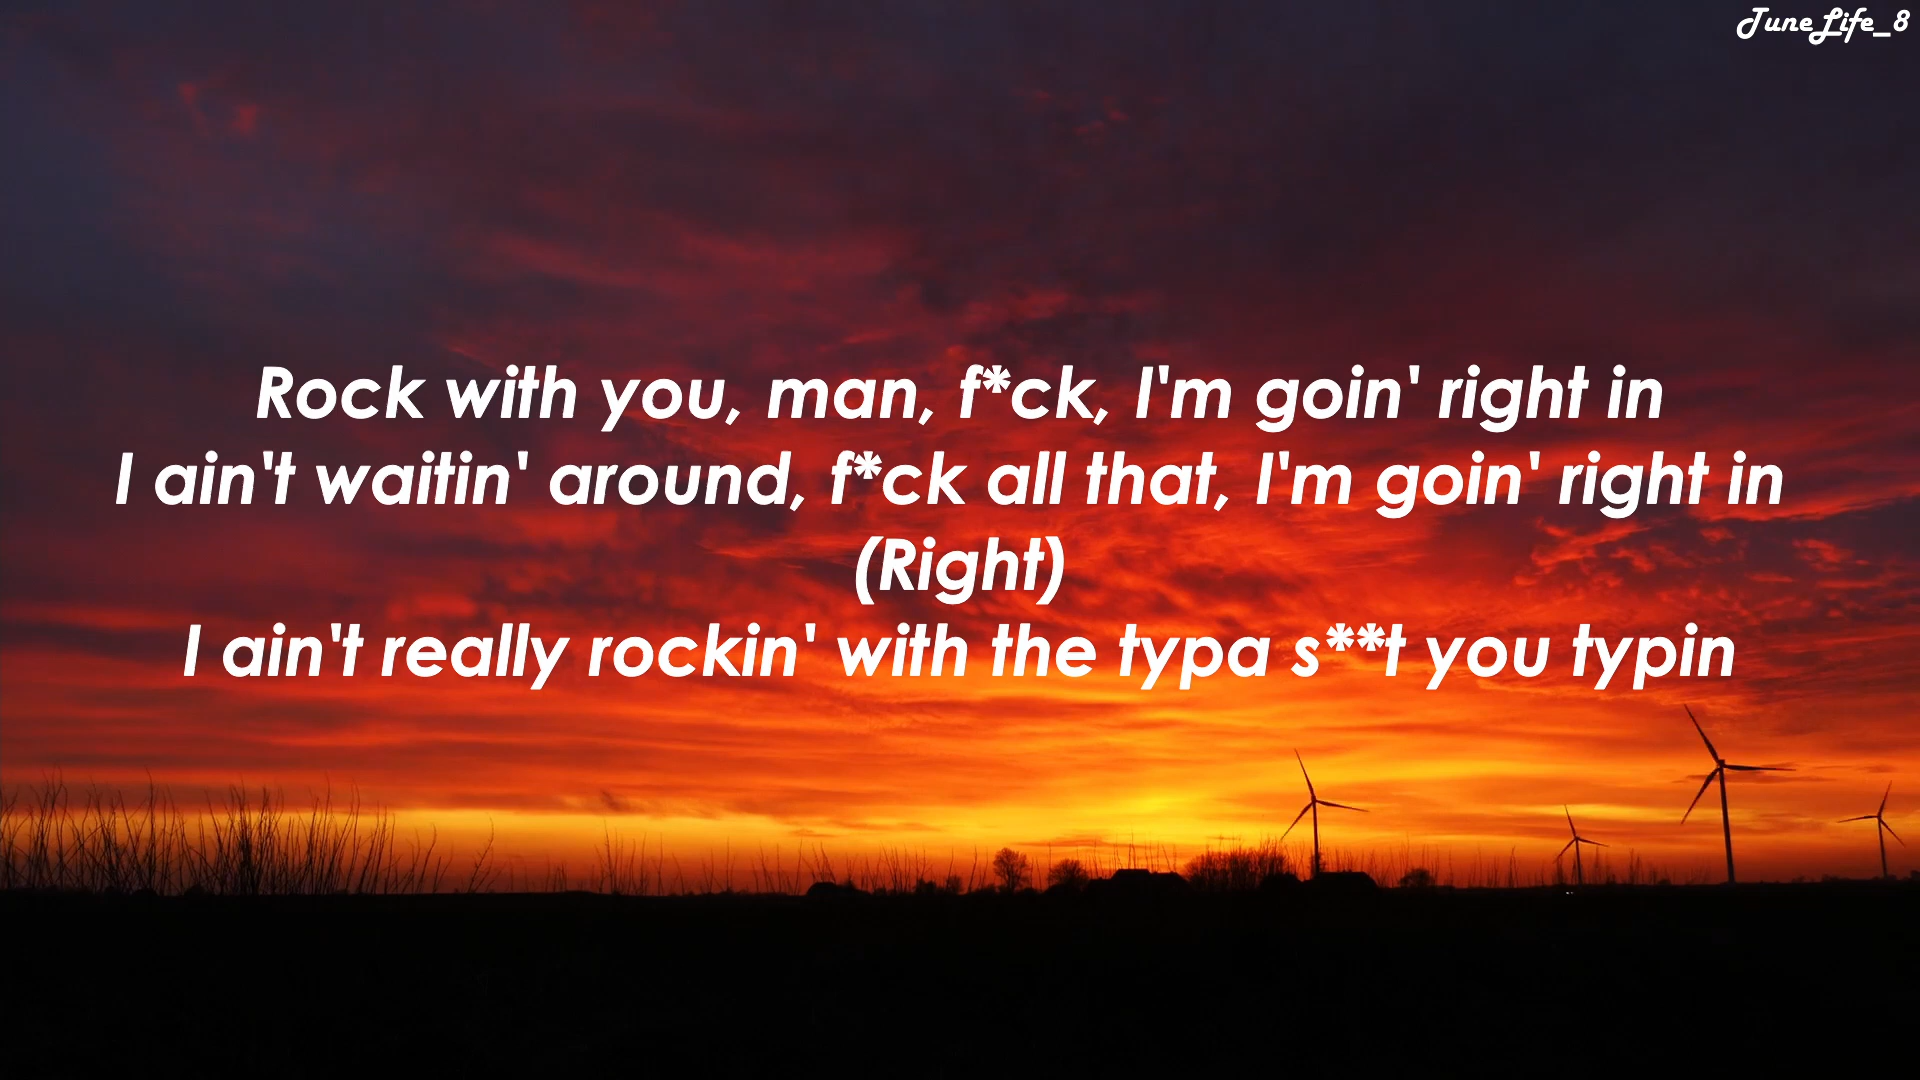 TuneLife_8
Rock with you, man, f*ck, I'm goin' right in
I ain't waitin' around, f*ck all that, I'm goin' right in
(Right)
I ain't really rockin' with the typa s**t you typin